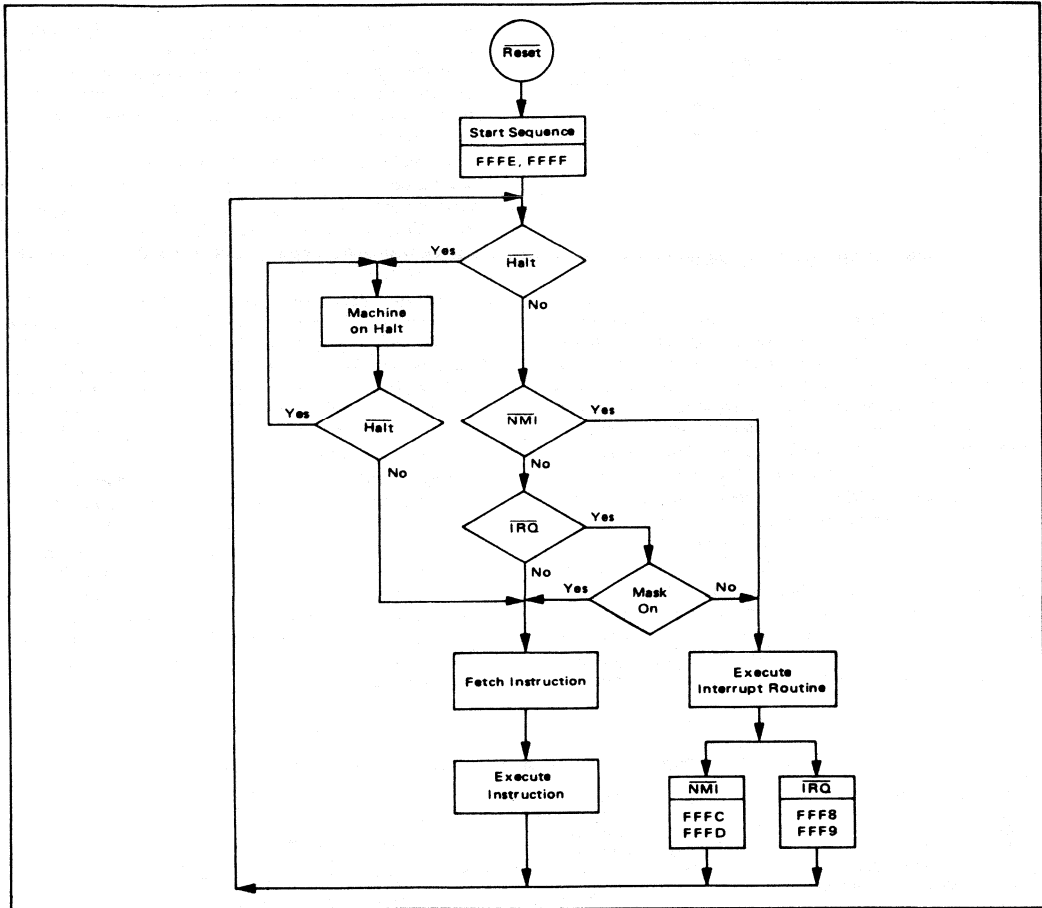 Reset
Start Sequence
FFFE, FFFF
Yes
Halt
No
Machine
on Halt
Yes
Halt
No
NMI
Yes
No
IRQ
Yes
No
Yes
Mask
On
No
Fetch Instruction
Execute
Interrupt Routine
Execute
Instruction
NMI
FFFC
FFFD
IRQ
FFF8
FFF9